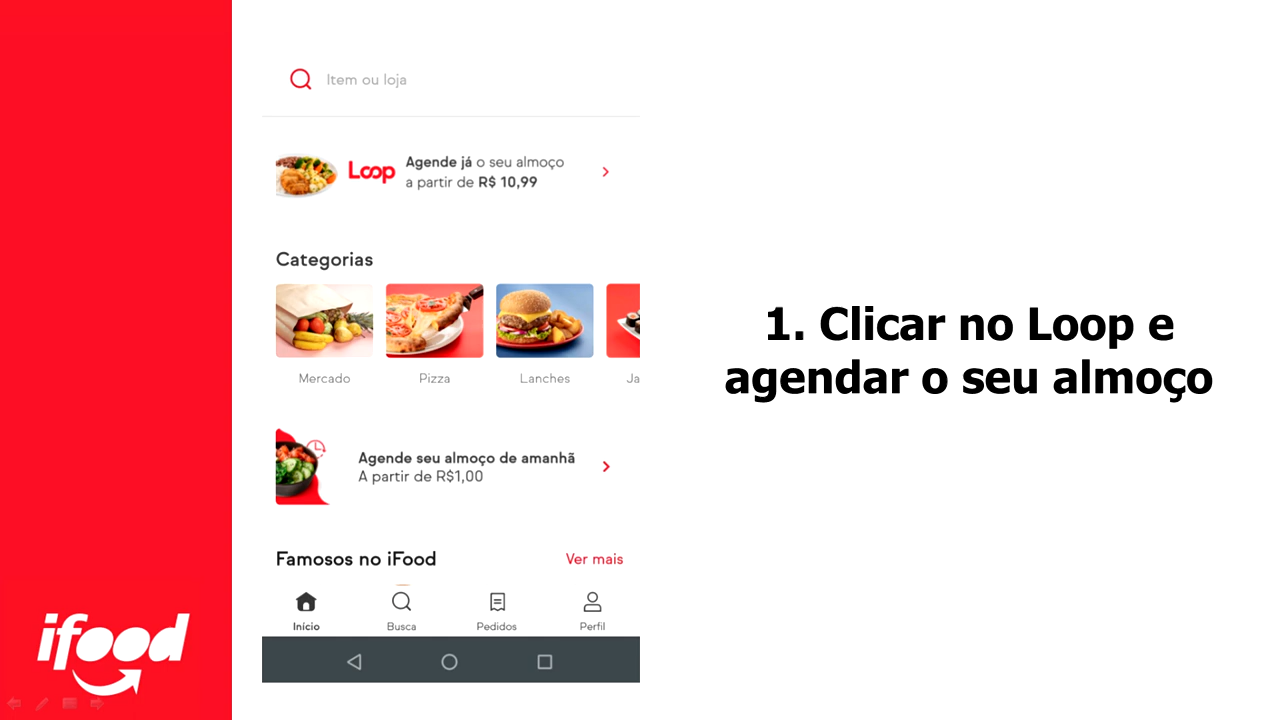 Item ou loja
Loop
Agende já o seu almoço
a partir de R$ 10,99
Categorias
Mercado
Pizza
Lanches
Ja
Agende seu almoço de amanhã
A partir de R$1,00
Famosos no iFood
Ver mais
Início
Busca
Pedidos
Perfil
1. Clicar no Loop e
agendar o seu almoço
ifood